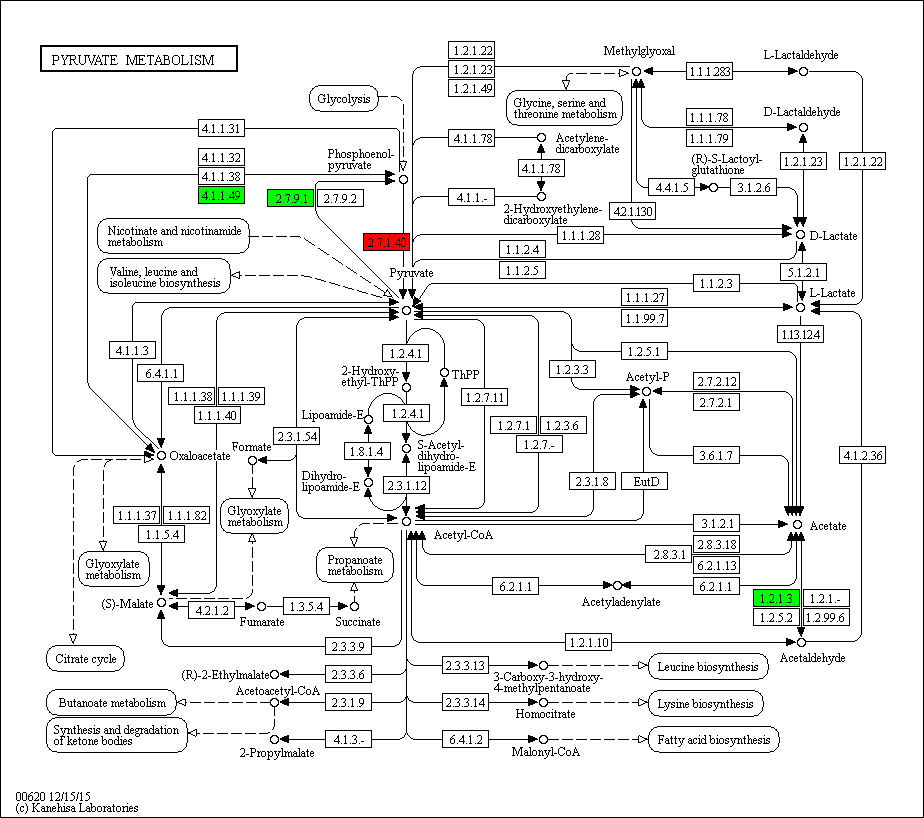 PYRUVATE METABOLISM
1.2.1.22
1.2.1.23
1.2.1.49
Methylglyoxal
1.1.1.283
L-Lactaldehyde
Glycolysis
Glycine, serine and
threonine metabolism
4.1.1.31
1.1.1.78
1.1.1.79
D-Lactaldehyde
4.1.1.78
Acetylene-
dicarboxylate
Phosphoenol-
pyruvate
4.1.1.32
4.1.1.38
4.1.1.49
(R)-S-Lactoyl-
glutathione
1.2.1.23
1.2.1.22
4.1.1.78
4.4.1.5
3.1.2.6
2.7.9.1
2.7.9.2
4.1.1.-
2-Hydroxyethylene-
dicarboxylate
4.2.1.130
Nicotinate and nicotinamide
metabolism
2.7.1.40
1.1.1.28
D-Lactate
1.1.2.4
1.1.2.5
Valine, leucine and
isoleucine biosynthesis
Pyruvate
5.1.2.1
1.1.2.3
L-Lactate
1.1.1.27
1.1.99.7
1.13.12.4
4.1.1.3
1.2.4.1
1.2.5.1
6.4.1.1
2-Hydroxy-
ethyl-ThPP
ThPP
1.2.3.3
Acetyl-P
2.7.2.12
2.7.2.1
1.1.1.38
1.1.1.39
1.1.1.40
1.2.7.11
Lipoamide-E
1.2.4.1
1.2.7.1
1.2.3.6
1.2.7.-
2.3.1.54
Formate
Oxaloacetate
1.8.1.4
S-Acetyl-
dihydro-
lipoamide-E
3.6.1.7
4.1.2.36
Dihydro-
lipoamide-E
2.3.1.12
2.3.1.8
EutD
1.1.1.37
1.1.1.82
1.1.5.4
Glyoxylate
metabolism
Acetyl-CoA
3.1.2.1
Acetate
2.8.3.18
2.8.3.1
6.2.1.13
Glyoxylate
metabolism
Propanoate
metabolism
6.2.1.1
6.2.1.1
Acetyladenylate
(S)-Malate
4.2.1.2
Fumarate
1.3.5.4
Succinate
1.2.1.3
1.2.1.-
1.2.5.2
1.2.99.6
Citrate cycle
2.3.3.9
1.2.1.10
Acetaldehyde
(R)-2-Ethylmalate
2.3.3.6
2.3.3.13
3-Carboxy-3-hydroxy-
4-methylpentanoate
Leucine biosynthesis
Butanoate metabolism
Acetoacetyl-CoA
2.3.1.9
2.3.3.14
Homocitrate
Lysine biosynthesis
Synthesis and degradation
of ketone bodies
2-Propylmalate
4.1.3.-
6.4.1.2
Malonyl-CoA
Fatty acid biosynthesis
00620 12/15/15
(c) Kanehisa Laboratories